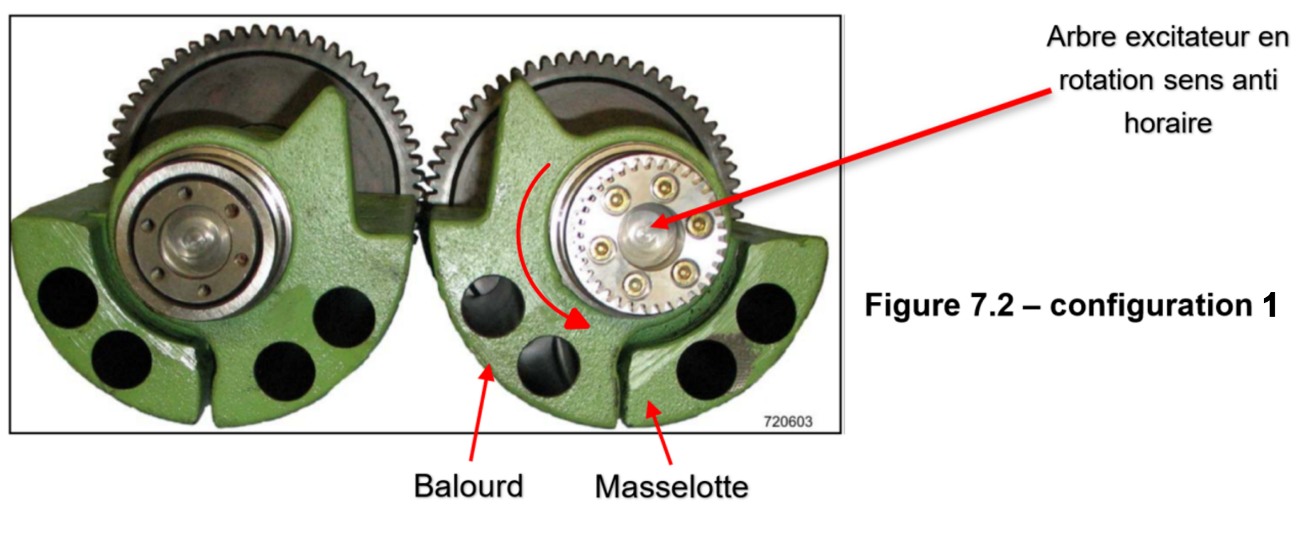 Arbre excitateur en
rotation sens anti
horaire
Figure 7.2 – configuration 1
720603
Balourd
Masselotte